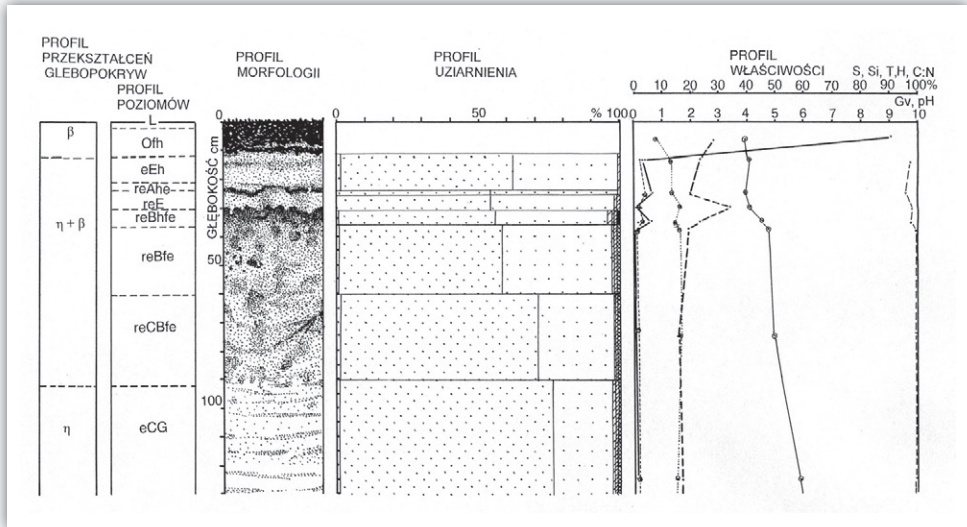 PROFIL
PRZEKSZTAŁCEŃ
GLEBOPOKRYW
PROFIL
POZIOMÓW
PROFIL
MORFOLOGII
PROFIL
UZIARNIENIA
PROFIL
WŁAŚCIWOŚCI
S, Si, T,H, C:N
0 10 20 30 40 50 60 70 80 90 100%
Gv, pH
0 1 2 3 4 5 6 7 8 9 10
0 50 % 100
GŁĘBOKOŚĆ cm
0
50
100
β
η + β
η
L
Ofh
eEh
reAhe
reE
reBhfe
reBfe
reCBfe
eCG